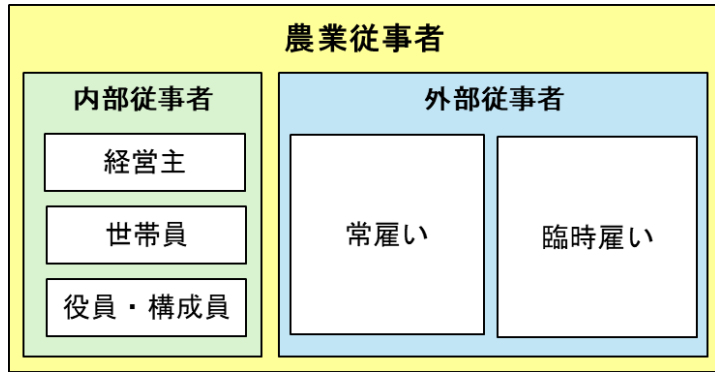 農業従事者
内部従事者
経営主
世帯員
役員・構成員
外部従事者
常雇い
臨時雇い